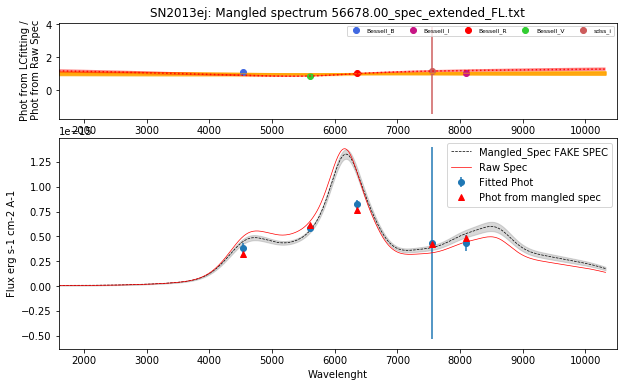 SN2013ej: Mangled spectrum 56678.00_spec_extended_FL.txt
Phot from LCfitting /
Phot from Raw Spec
4
2
0
Bessell_B
Bessell_I
Bessell_R
Bessell_V
sdss_i
2000 3000 4000 5000 6000 7000 8000 9000 10000
1e−15
Flux erg s-1 cm-2 A-1
1.25
1.00
0.75
0.50
0.25
0.00
−0.25
−0.50
Mangled_Spec FAKE SPEC
Raw Spec
Fitted Phot
Phot from mangled spec
2000 3000 4000 5000 6000 7000 8000 9000 10000
Wavelenght